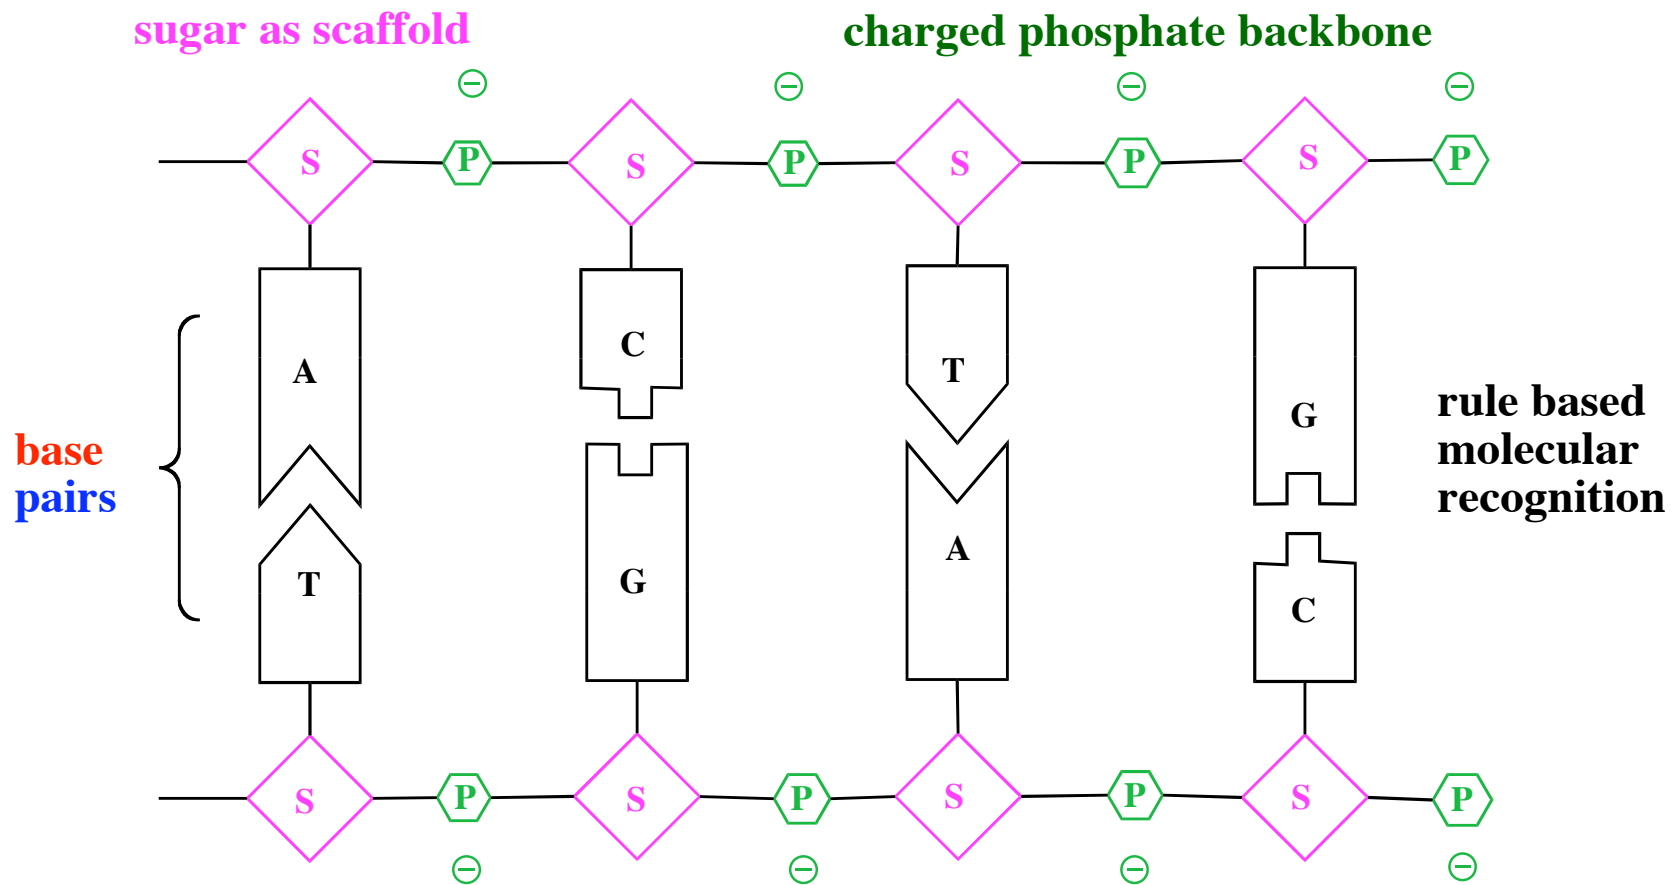 sugar as scaffold
charged phosphate backbone
⊖ ⊖ ⊖ ⊖
S P S P S P S P
A C T G
base
pairs
rule based
molecular
recognition
T G A C
S P S P S P S P
⊖ ⊖ ⊖ ⊖